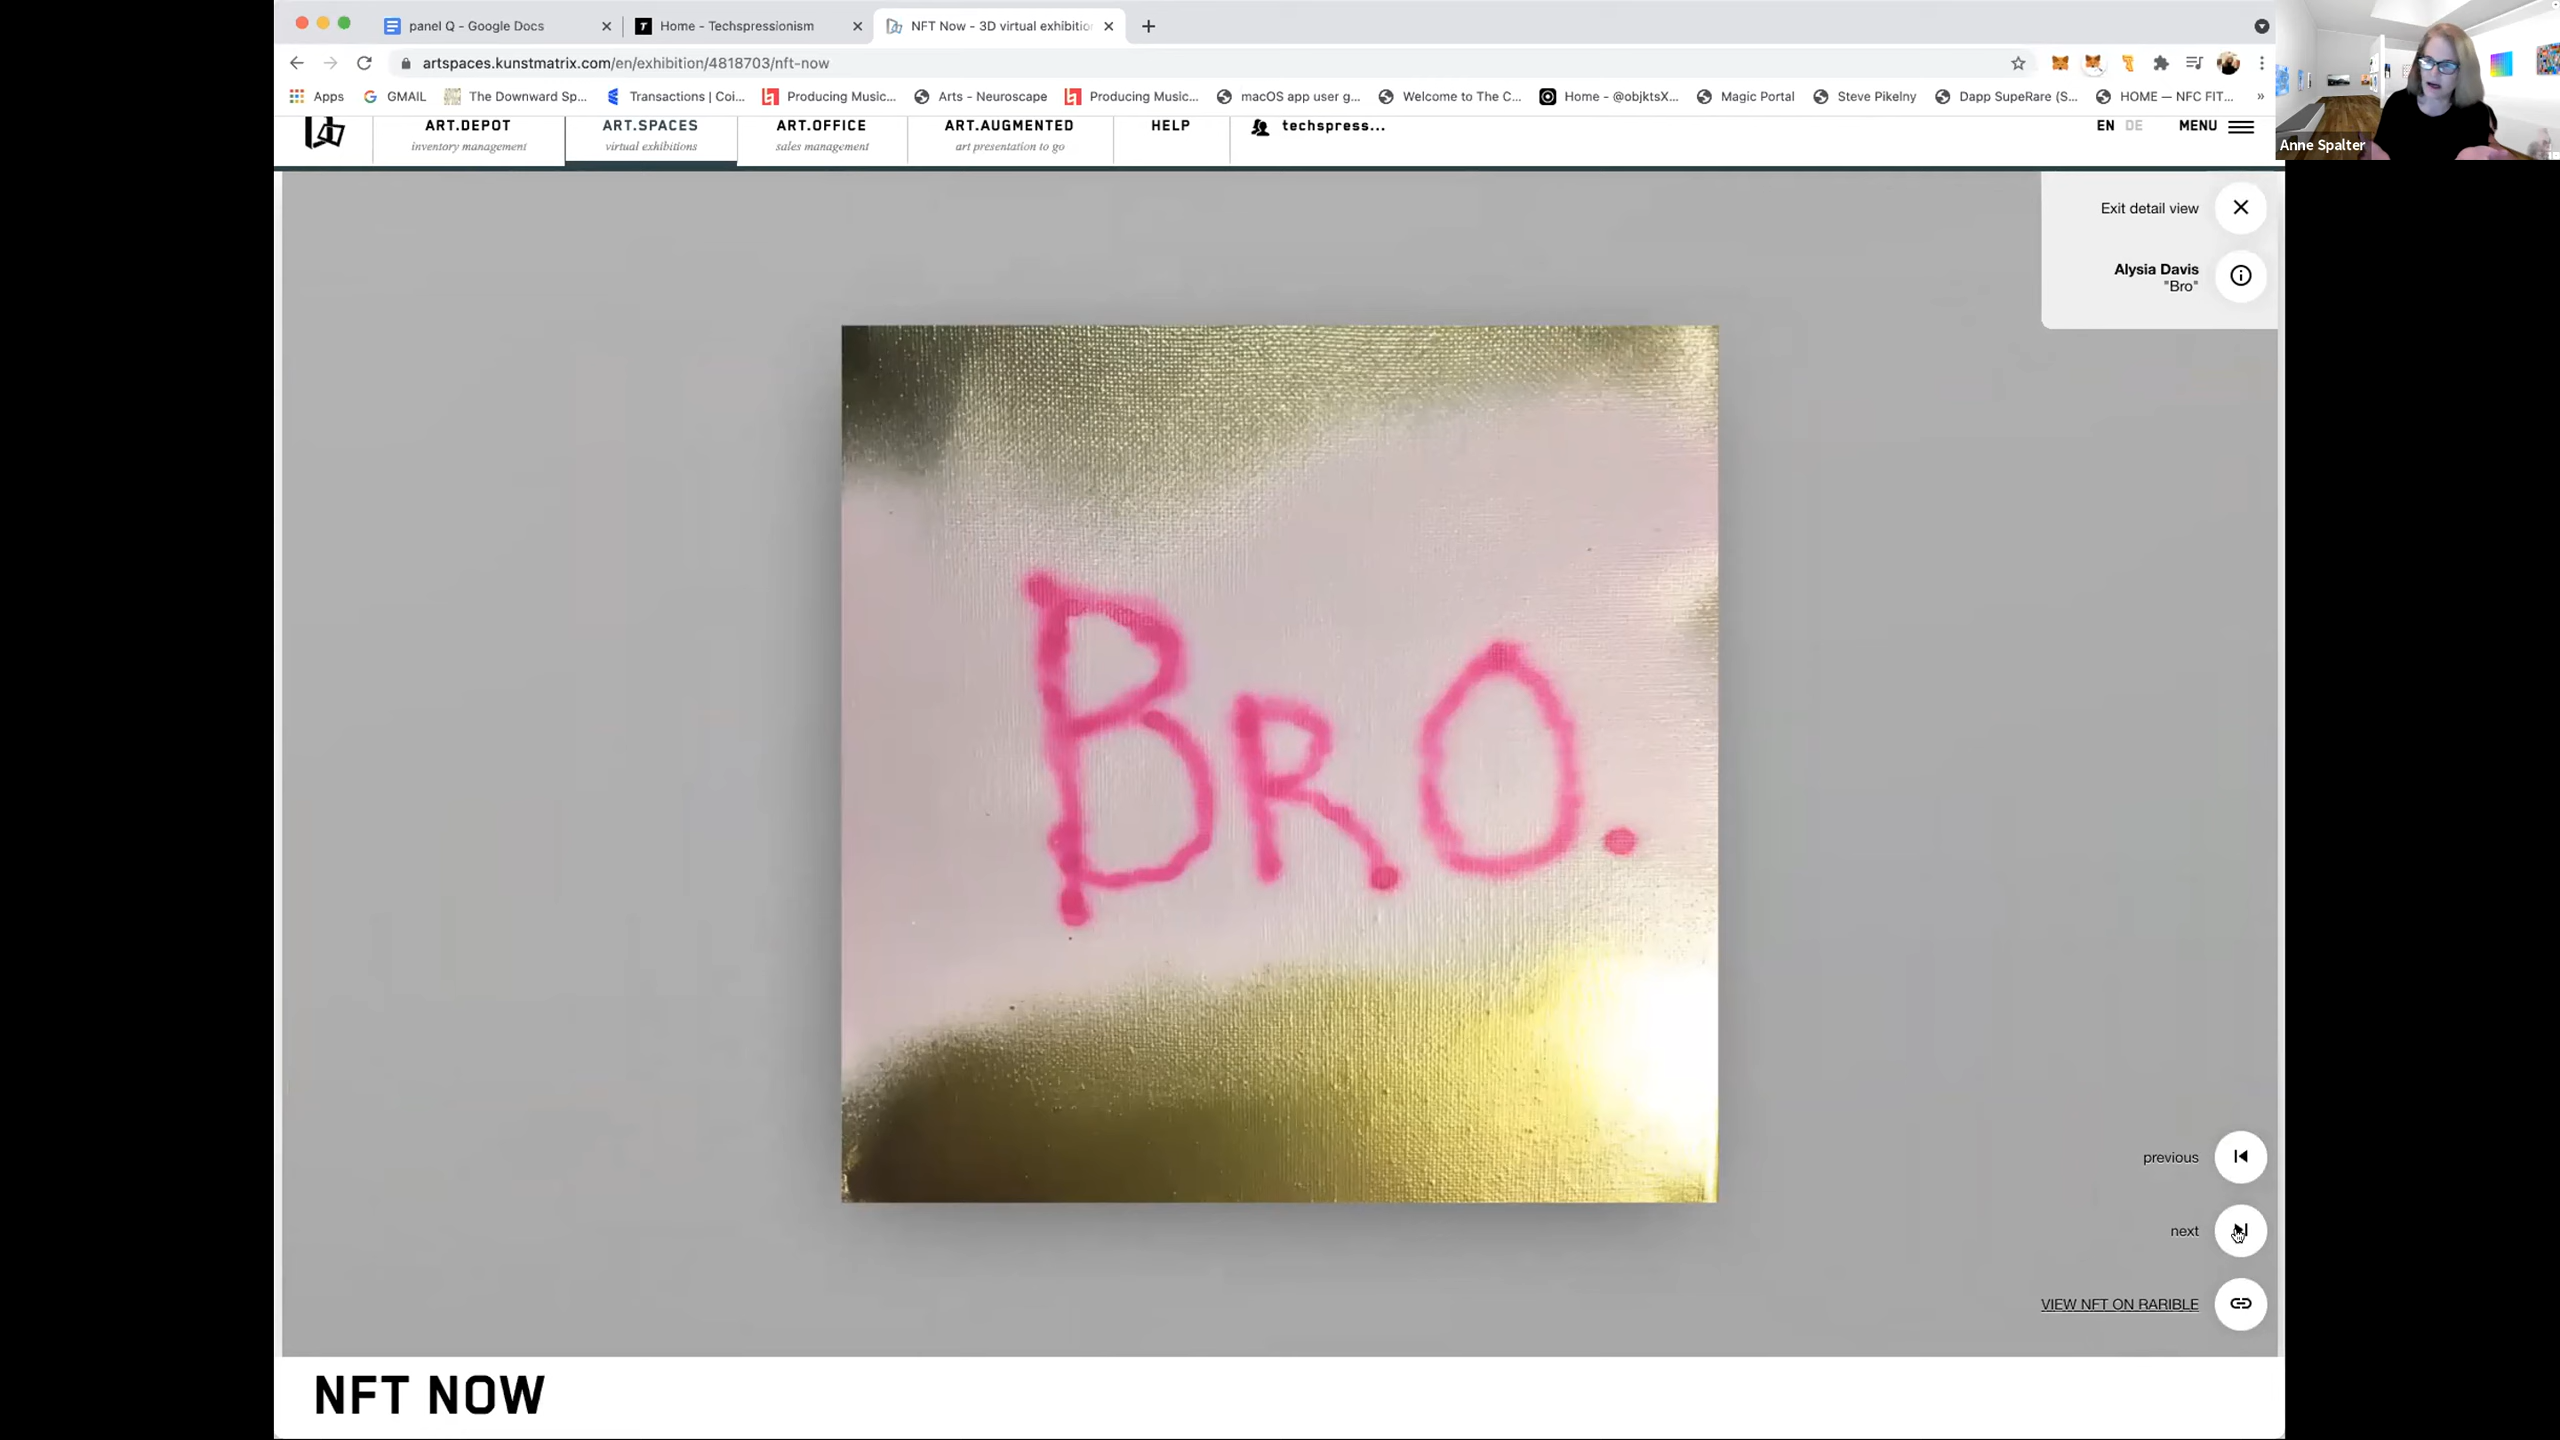 panel Q - Google Docs
Home - Techspressionism
NFT Now - 3D virtual exhibitio
artspaces.kunstmatrix.com/en/exhibition/4818703/nft-now
Apps
GMAIL
The Downward Sp...
Transactions | Coi...
Producing Music...
Arts - Neuroscape
Producing Music...
macOS app user g...
Welcome to The C...
Home - @objktsX...
Magic Portal
Steve Pikelny
Dapp SupeRare (S...
HOME — NFC FIT...
»
Anne Spalter
ART.DEPOT
inventory management
ART.SPACES
virtual exhibitions
ART.OFFICE
sales management
ART.AUGMENTED
art presentation to go
HELP
techspress...
EN DE
MENU
Exit detail view
Alysia Davis
"Bro"
BRO.
previous
next
VIEW NFT ON RARIBLE
NFT NOW